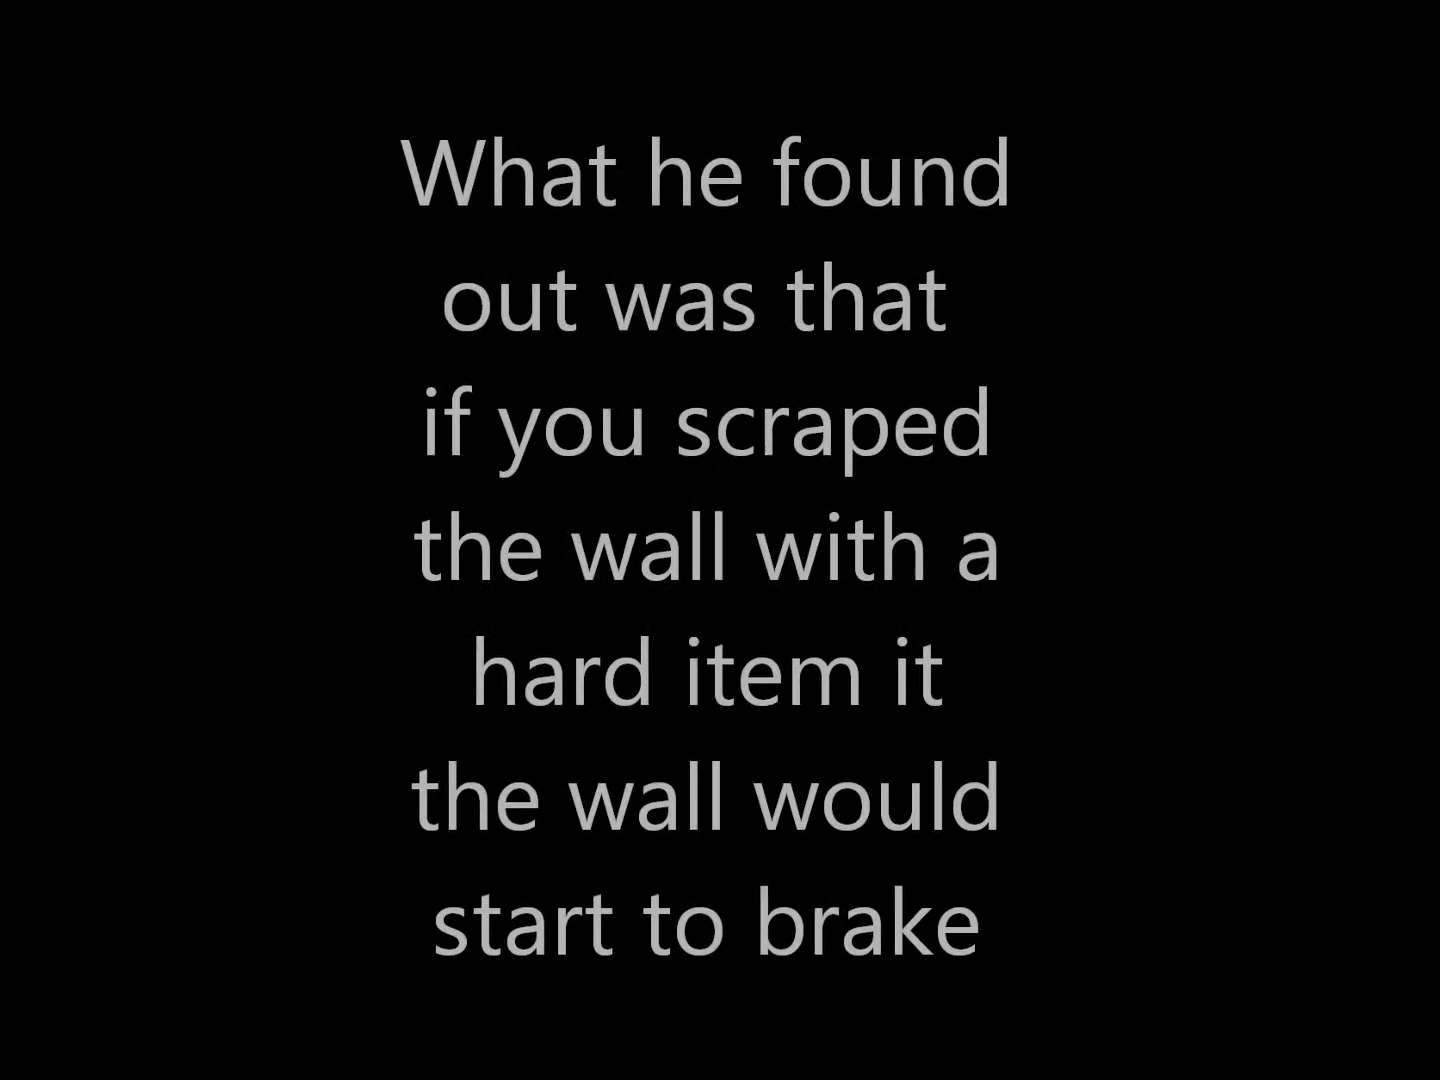 What he found
out was that
if you scraped
the wall with a
hard item it
the wall would
start to brake